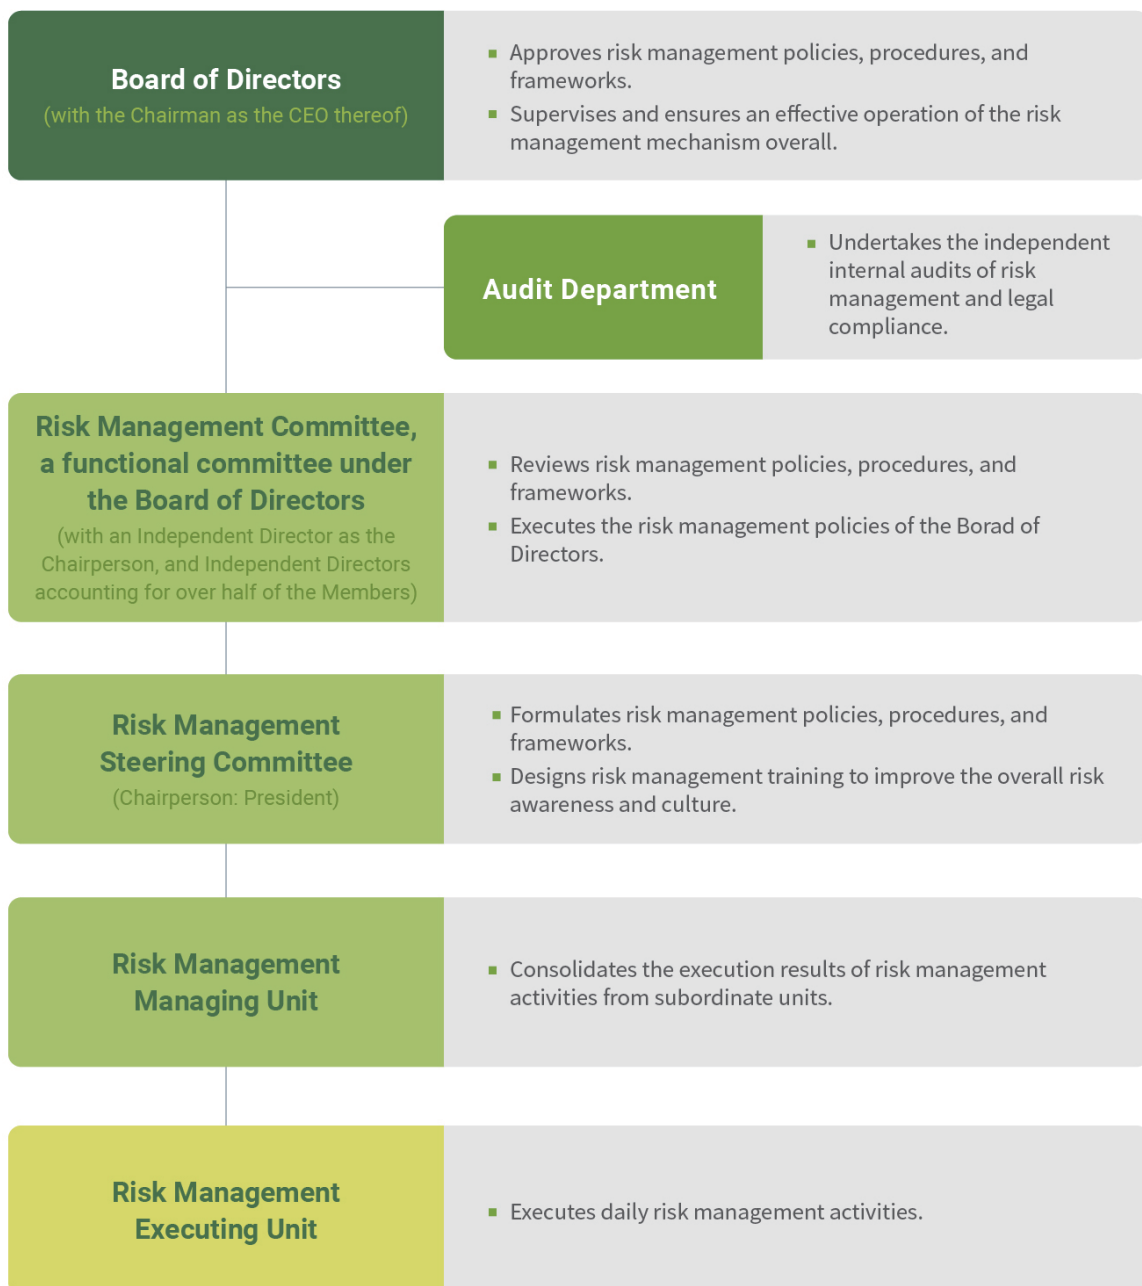 Board of Directors
(with the Chairman as the CEO thereof)
▪ Approves risk management policies, procedures, and
frameworks.
▪ Supervises and ensures an effective operation of the risk
management mechanism overall.
Audit Department
▪ Undertakes the independent
internal audits of risk
management and legal
compliance.
Risk Management Committee,
a functional committee under
the Board of Directors
(with an Independent Director as the
Chairperson, and Independent Directors
accounting for over half of the Members)
▪ Reviews risk management policies, procedures, and
frameworks.
▪ Executes the risk management policies of the Borad of
Directors.
Risk Management
Steering Committee
(Chairperson: President)
▪ Formulates risk management policies, procedures, and
frameworks.
▪ Designs risk management training to improve the overall risk
awareness and culture.
Risk Management
Managing Unit
▪ Consolidates the execution results of risk management
activities from subordinate units.
Risk Management
Executing Unit
▪ Executes daily risk management activities.